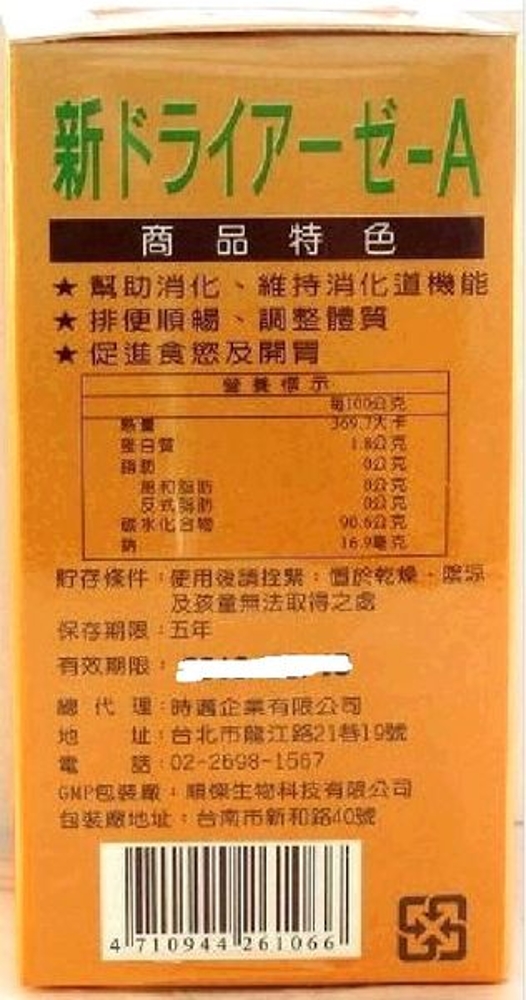 新ドライアーゼ-A
商品特色
★ 幫助消化、維持消化道機能
★ 排便順暢、調整體質
★ 促進食慾及開胃
營養標示
每100公克
熱量 369.7大卡
蛋白質 1.8公克
脂肪 0公克
飽和脂肪 0公克
反式脂肪 0公克
碳水化合物 90.6公克
鈉 16.9毫克
貯存條件：使用後請拴緊；置於乾燥、陰涼
及孩童無法取得之處
保存期限：五年
有效期限：
總代理：時邁企業有限公司
地址：台北市龍江路21巷19號
電話：02-2698-1567
GMP包裝廠：順傑生物科技有限公司
包裝廠地址：台南市新和路40號
4 710944 261066